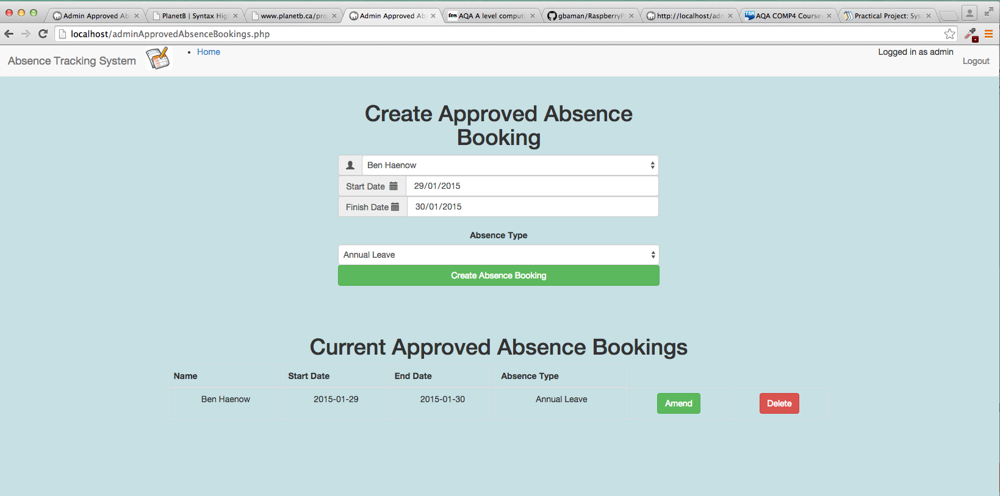 Admin Approved Ab
PlanetB | Syntax Hig
www.planetb.ca/pro
Admin Approved Ab
tes AQA A level comput
gbaman/RaspberryP
http://localhost/adm
TSR AQA COMP4 Coursew
Practical Project: Sys
localhost/adminApprovedAbsenceBookings.php
Absence Tracking System
• Home
Logged in as admin
Logout
Create Approved Absence
Booking
Ben Haenow
Start Date 29/01/2015
Finish Date 30/01/2015
Absence Type
Annual Leave
Create Absence Booking
Current Approved Absence Bookings
Name Start Date End Date Absence Type
Ben Haenow 2015-01-29 2015-01-30 Annual Leave Amend Delete